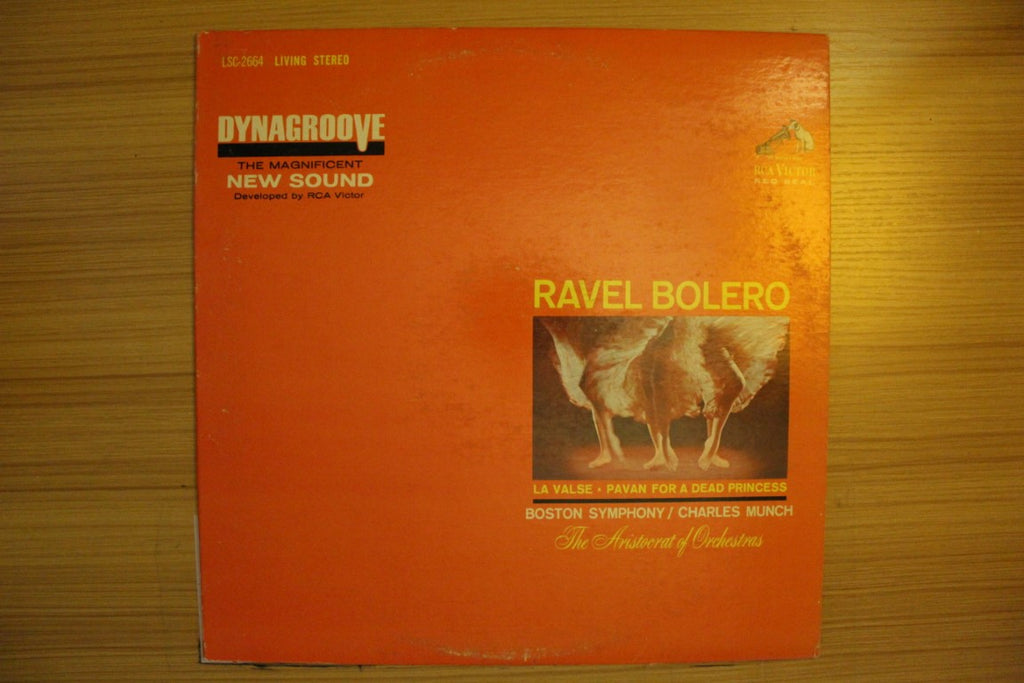 LSC-2664 LIVING STEREO
DYNAGROOVE
THE MAGNIFICENT
NEW SOUND
Developed by RCA Victor
RCA VICTOR
RED SEAL
RAVEL BOLERO
LA VALSE • PAVAN FOR A DEAD PRINCESS
BOSTON SYMPHONY / CHARLES MUNCH
The Aristocrat of Orchestras